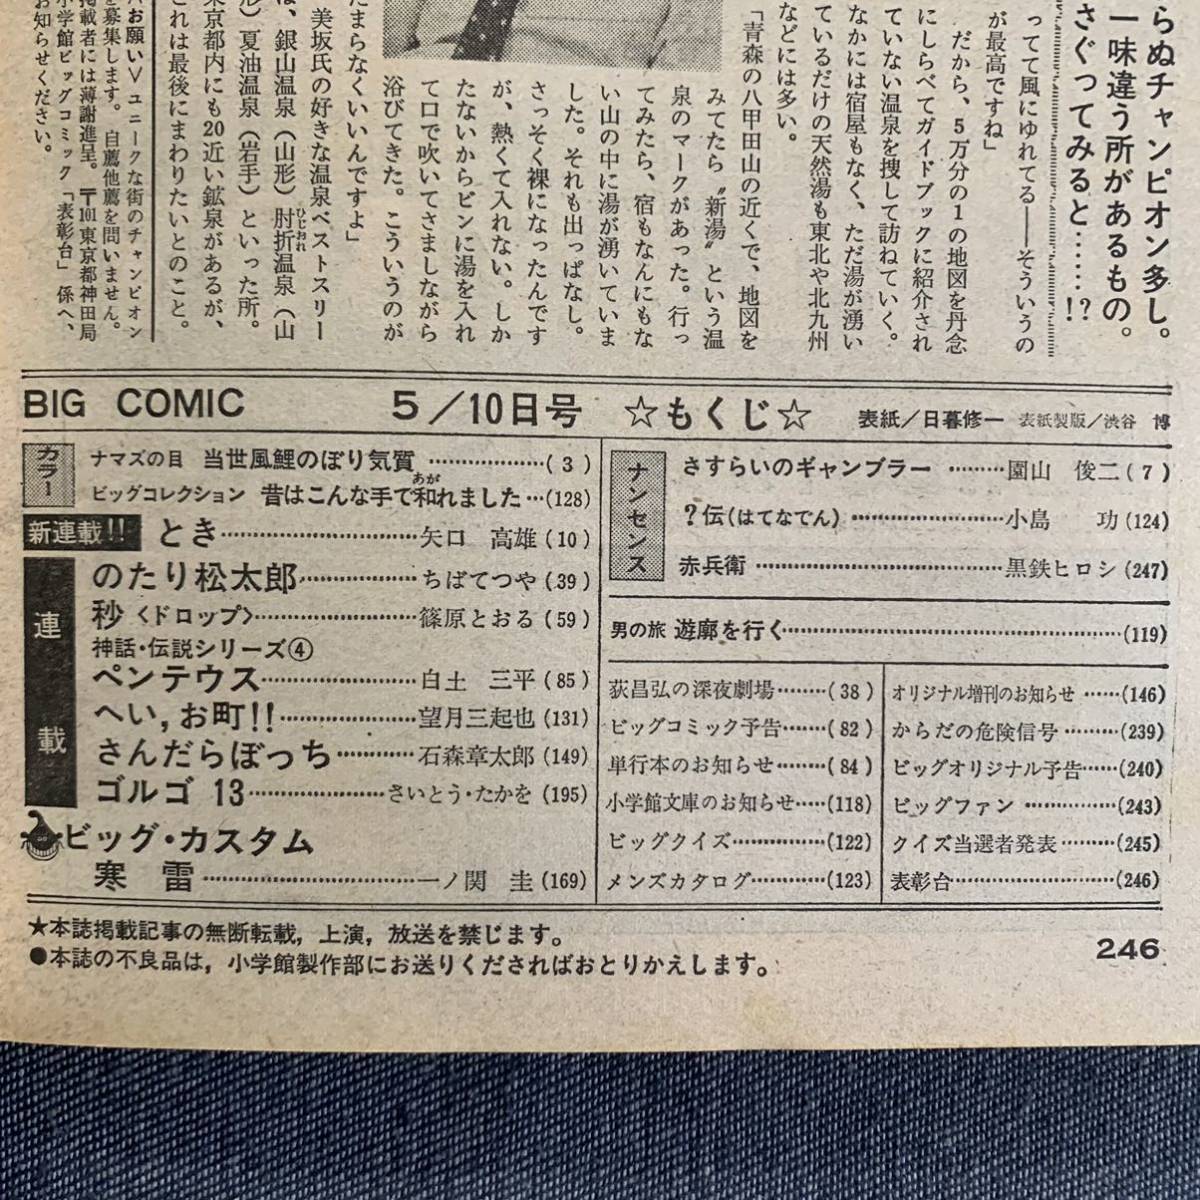 らぬチャンピオン多し。
一味違う所があるもの。
さぐってみると……!?
って風にゆれてる――そういうの
が最高ですね」
だから、5万分の1の地図を丹念
にしらべてガイドブックに紹介され
ていない温泉を捜して訪ねていく。
なかには宿屋もなく、ただ湯が湧い
ているだけの天然湯も東北や北九州
などには多い。
「青森の八甲田山の近くで、地図を
みてたら〝新湯〟という温
泉のマークがあった。行っ
てみたら、宿もなんにもな
い山の中に湯が湧いていま
した。それも出っぱなし。
さっそく裸になったんです
が、熱くて入れない。しか
たないからビンに湯を入れ
て口で吹いてさましながら
浴びてきた。こういうのが
たまらなくいいんですよ」
美坂氏の好きな温泉ベストスリー
は、銀山温泉（山形）肘折温泉（山
ひじおれ
形）夏油温泉（岩手）といった所。
東京都内にも20近い鉱泉があるが、
これは最後にまわりたいとのこと。
〈お願い〉ユニークな街のチャンピオン
を募集します。自薦他薦を問いません。
掲載者には薄謝進呈。〒101東京都神田局
小学館ビッグコミック「表彰台」係へ、
お知らせください。
BIG COMIC 5/10日号 ☆もくじ☆ 表紙/日暮修一 表紙製版/渋谷 博
カラー
ナマズの目 当世風鯉のぼり気質………………(3)
ビッグコレクション 昔はこんな手で和れました…(128)
あが
新連載!! とき……………………矢口 高雄(10)
連載
のたり松太郎………………ちばてつや(39)
秒〈ドロップ〉……………………篠原とおる(59)
神話・伝説シリーズ④
ペンテウス……………………白土 三平(85)
へい,お町!!…………………望月三起也(131)
さんだらぼっち…………石森章太郎(149)
ゴルゴ 13…………………さいとう・たかを(195)
ビッグ・カスタム
寒 雷……………………………一ノ関 圭(169)
ナンセンス
さすらいのギャンブラー………園山 俊二(7)
?伝(はてなでん)……………………小島 功(124)
赤兵衛…………………………………黒鉄ヒロシ(247)
男の旅 遊廓を行く………………………………………………(119)
荻昌弘の深夜劇場………(38)
ビッグコミック予告………(82)
単行本のお知らせ………(84)
小学館文庫のお知らせ……(118)
ビッグクイズ………………(122)
メンズカタログ……………(123)
オリジナル増刊のお知らせ……(146)
からだの危険信号………(239)
ビッグオリジナル予告……(240)
ビッグファン……………(243)
クイズ当選者発表………(245)
表彰台……………………(246)
★本誌掲載記事の無断転載,上演,放送を禁じます。
●本誌の不良品は,小学館製作部にお送りくださればおとりかえします。
246